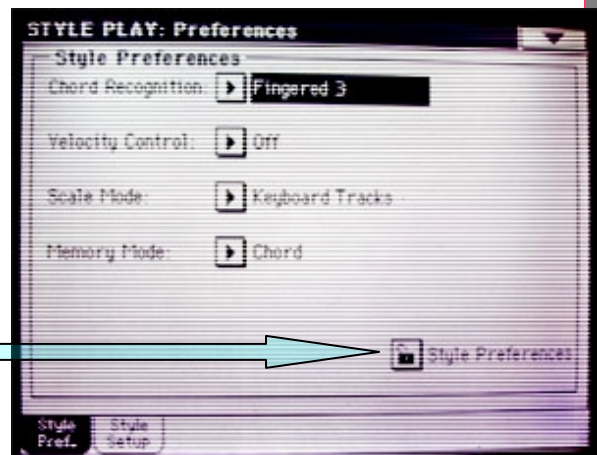 STYLE PLAY: Preferences
Style Preferences
Chord Recognition: Fingered 3
Velocity Control: Off
Scale Mode: Keyboard Tracks
Memory Mode: Chord
Style Preferences
Style Pref. Style Setup